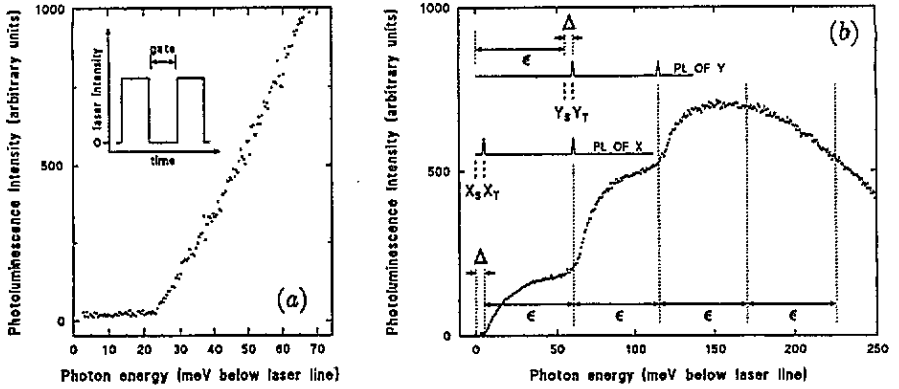 1000
500
0
Photoluminescence Intensity (arbitrary units)
gate
laser intensity
0
time
(a)
0 10 20 30 40 50 60 70
Photon energy (meV below laser line)
1000
500
0
Photoluminescence intensity (arbitrary units)
(b)
Δ
ϵ
PL OF Y
Y_S Y_T
PL OF X
X_S X_T
Δ
ϵ ϵ ϵ ϵ
0 50 100 150 200 250
Photon energy (meV below laser line)